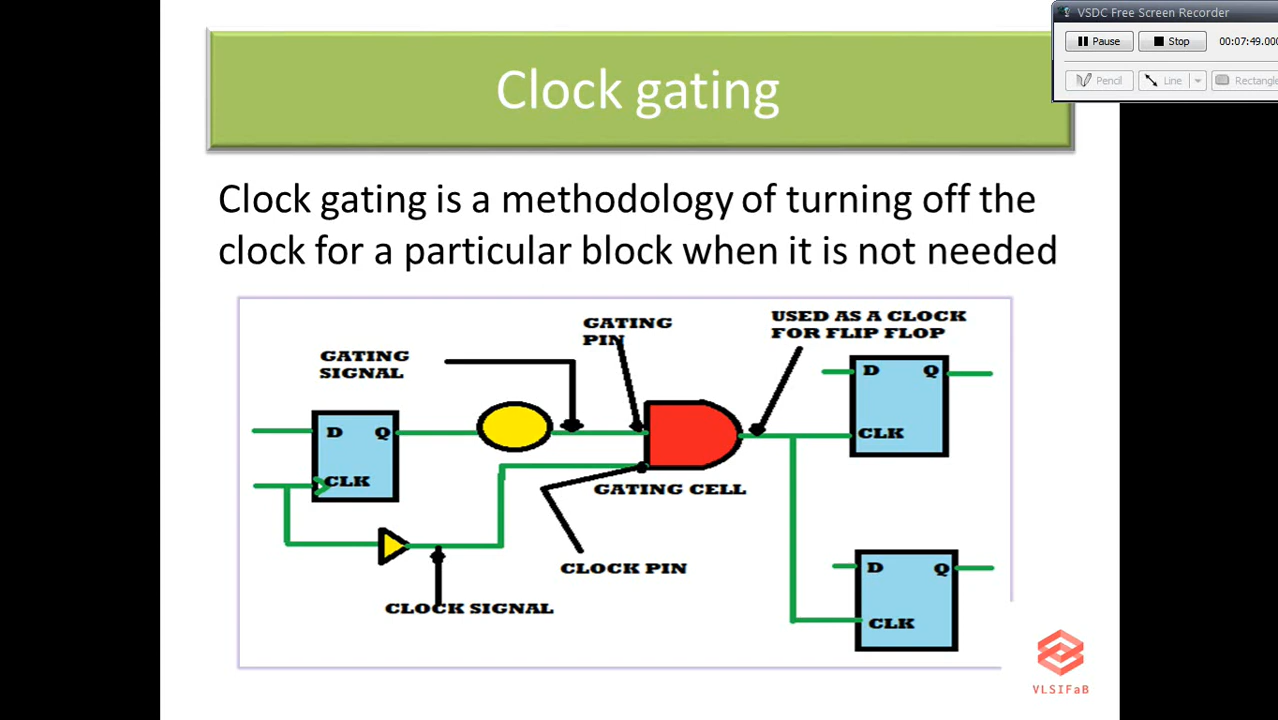 VSDC Free Screen Recorder
Pause Stop 00:07:49.000
Pencil Line Rectangle
Clock gating
Clock gating is a methodology of turning off the
clock for a particular block when it is not needed
GATING
PIN
USED AS A CLOCK
FOR FLIP FLOP
GATING
SIGNAL
D Q
CLK
D Q
CLK
GATING CELL
CLOCK PIN
CLOCK SIGNAL
D Q
CLK
VLSIFaB